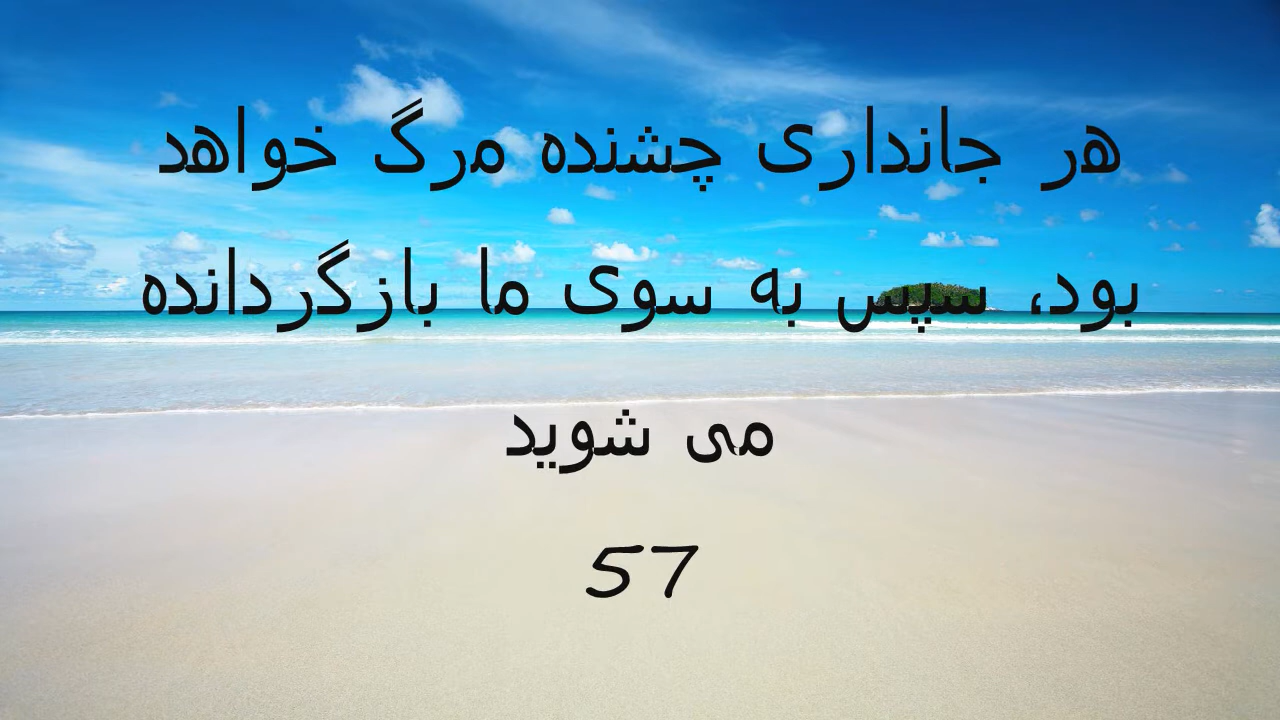 هر جانداری چشنده مرگ خواهد
بود، سپس به سوی ما بازگردانده
می شوید
57